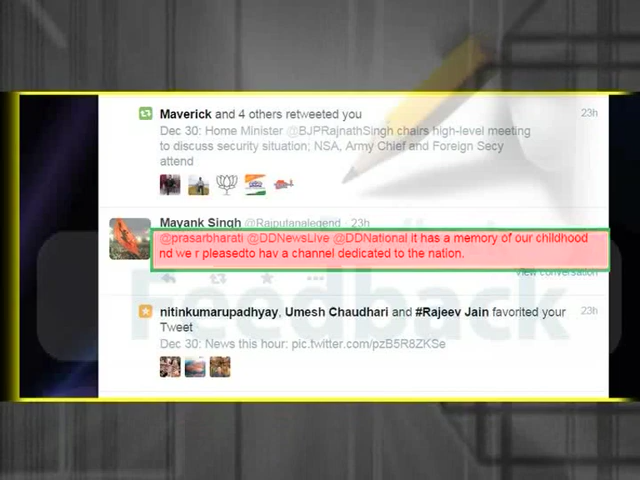 Maverick and 4 others retweeted you 23h
Dec 30: Home Minister @BJPRajnathSingh chairs high-level meeting
to discuss security situation; NSA, Army Chief and Foreign Secy
attend
Mayank Singh @Rajputanalegend · 23h
@prasarbharati @DDNewsLive @DDNational it has a memory of our childhood
nd we r pleasedto hav a channel dedicated to the nation.
View conversation
Feedback
nitinkumarupadhyay, Umesh Chaudhari and #Rajeev Jain favorited your 23h
Tweet
Dec 30: News this hour: pic.twitter.com/pzB5R8ZKSe